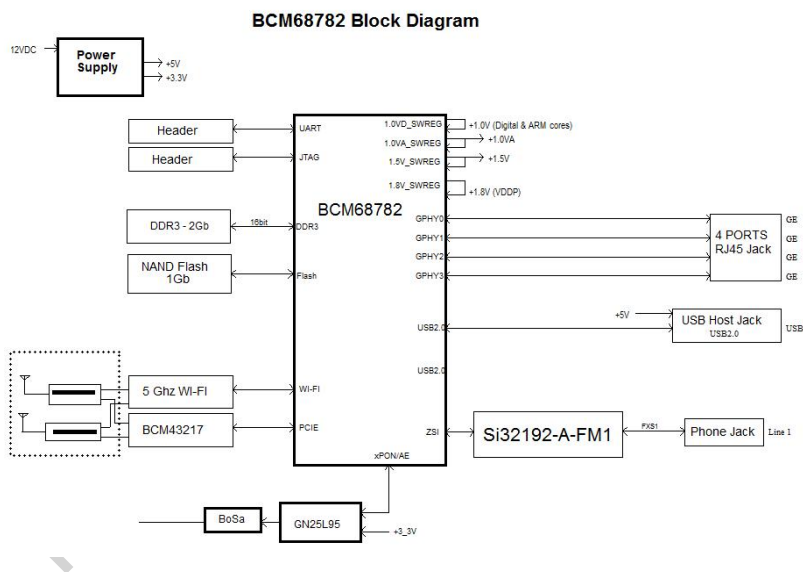 BCM68782 Block Diagram
12VDC
Power
Supply
+5V
+3.3V
Header
UART
Header
JTAG
1.0VD_SWREG
+1.0V (Digital & ARM cores)
1.0VA_SWREG
+1.0VA
1.5V_SWREG
+1.5V
1.8V_SWREG
+1.8V (VDDP)
BCM68782
DDR3 - 2Gb
16bit
DDR3
NAND Flash
1Gb
Flash
GPHY0
GPHY1
GPHY2
GPHY3
4 PORTS
RJ45 Jack
GE
GE
GE
GE
+5V
USB2.0
USB Host Jack
USB2.0
USB
USB2.0
5 Ghz WI-FI
WI-FI
BCM43217
PCIE
ZSI
Si32192-A-FM1
FXS1
Phone Jack
Line 1
xPON/AE
BoSa
GN25L95
+3_3V